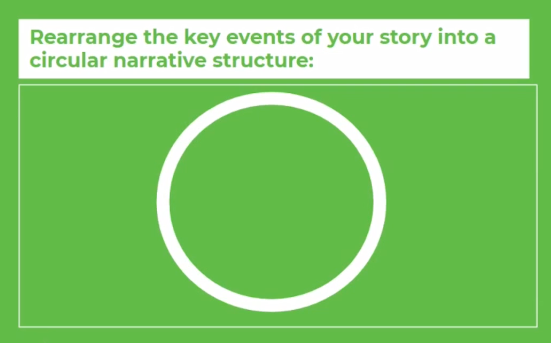 Rearrange the key events of your story into a
circular narrative structure: